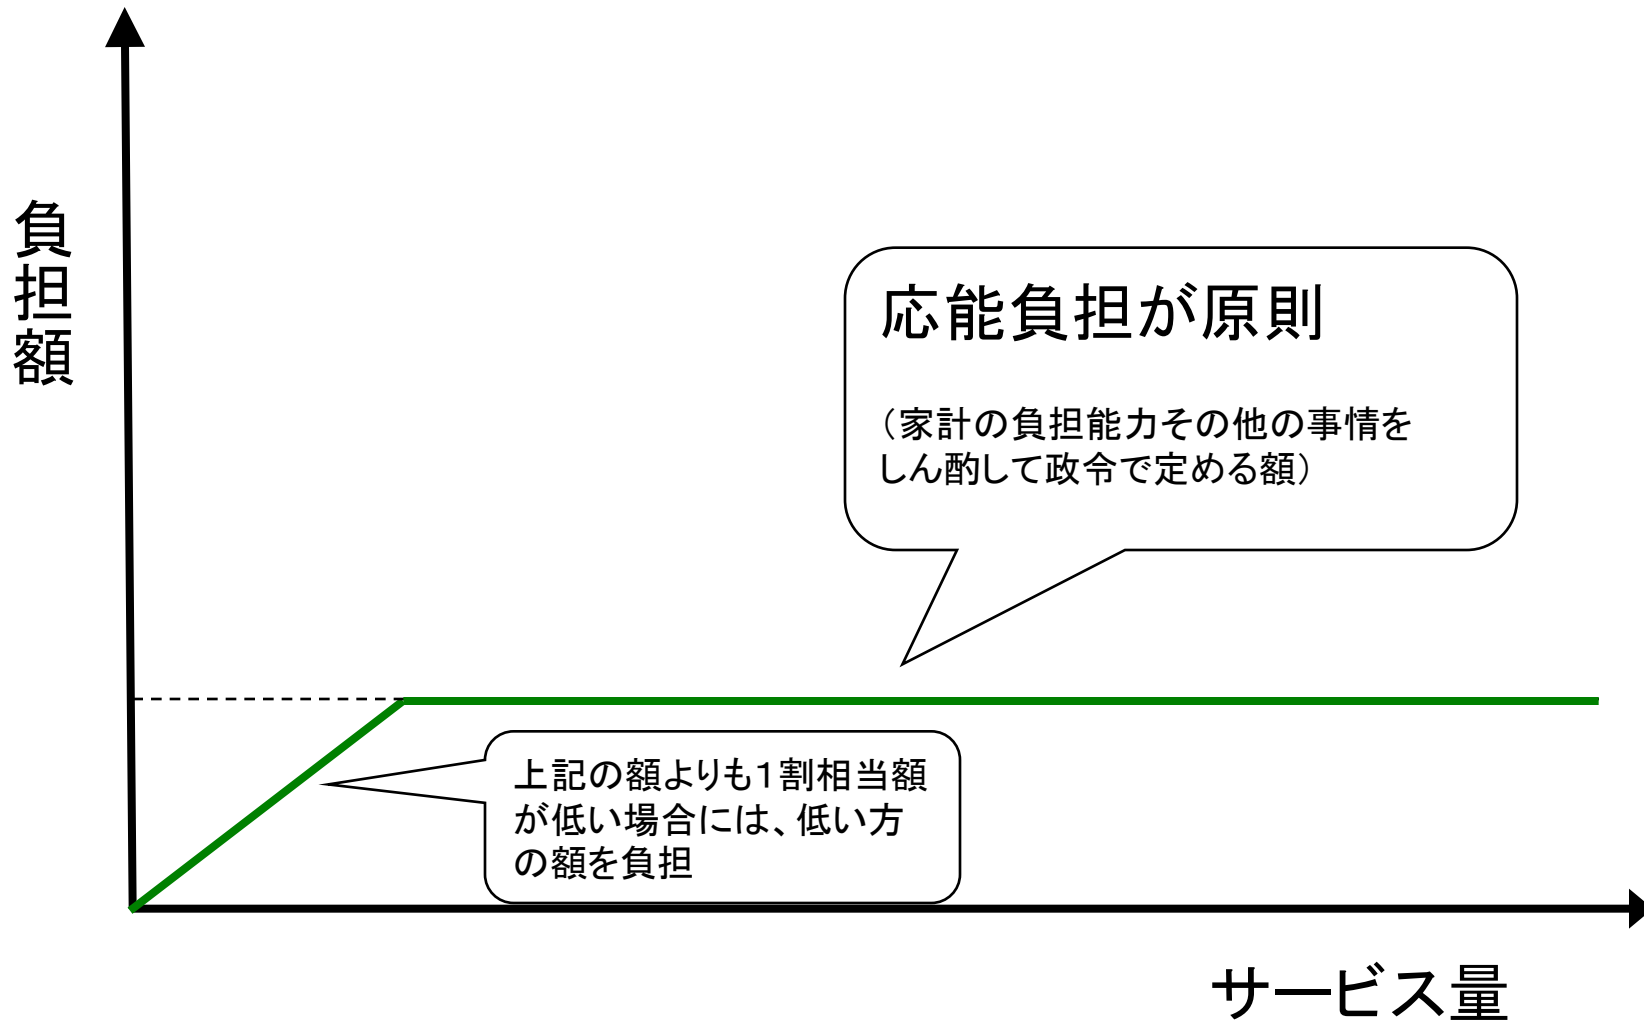 負担額
応能負担が原則
（家計の負担能力その他の事情を
しん酌して政令で定める額）
上記の額よりも１割相当額
が低い場合には、低い方
の額を負担
サービス量